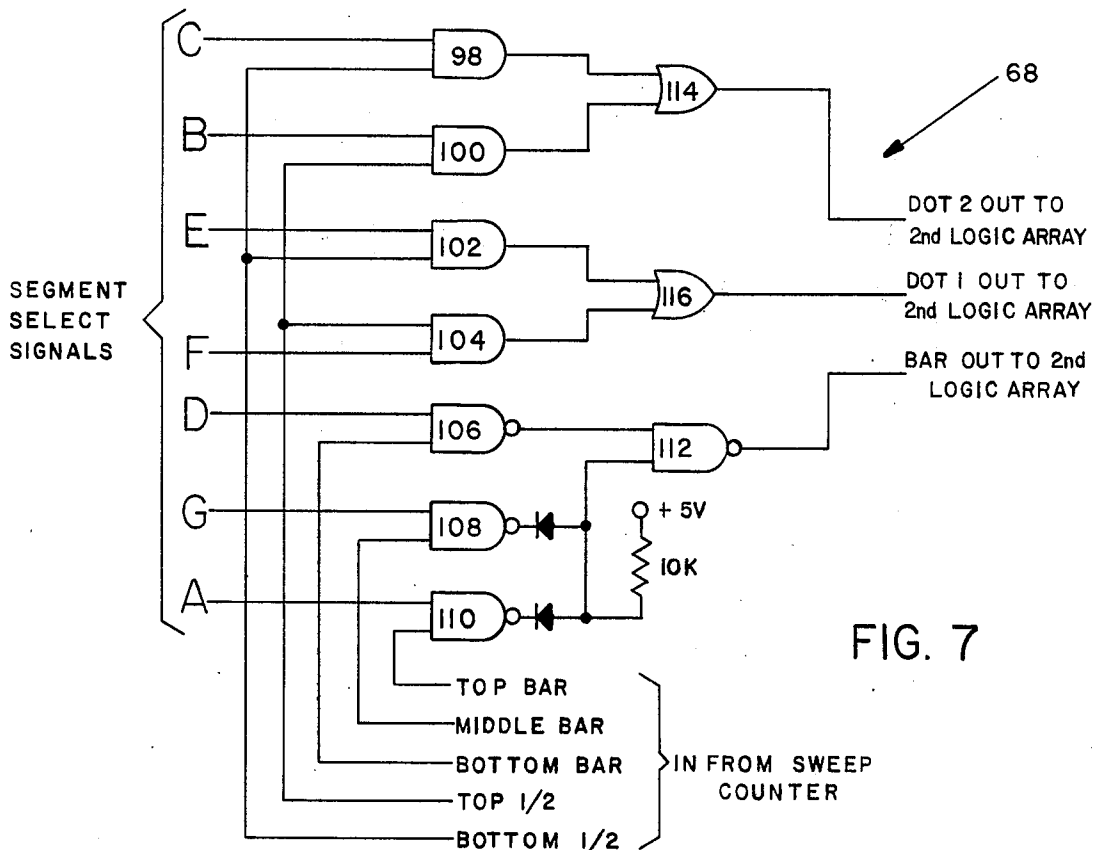 C
98
114
68
B
100
DOT 2 OUT TO
2nd LOGIC ARRAY
E
102
SEGMENT
SELECT
SIGNALS
116
DOT 1 OUT TO
2nd LOGIC ARRAY
F
104
BAR OUT TO 2nd
LOGIC ARRAY
D
106
112
G
108
+ 5V
10K
A
110
FIG. 7
TOP BAR
MIDDLE BAR
BOTTOM BAR
IN FROM SWEEP
COUNTER
TOP 1/2
BOTTOM 1/2